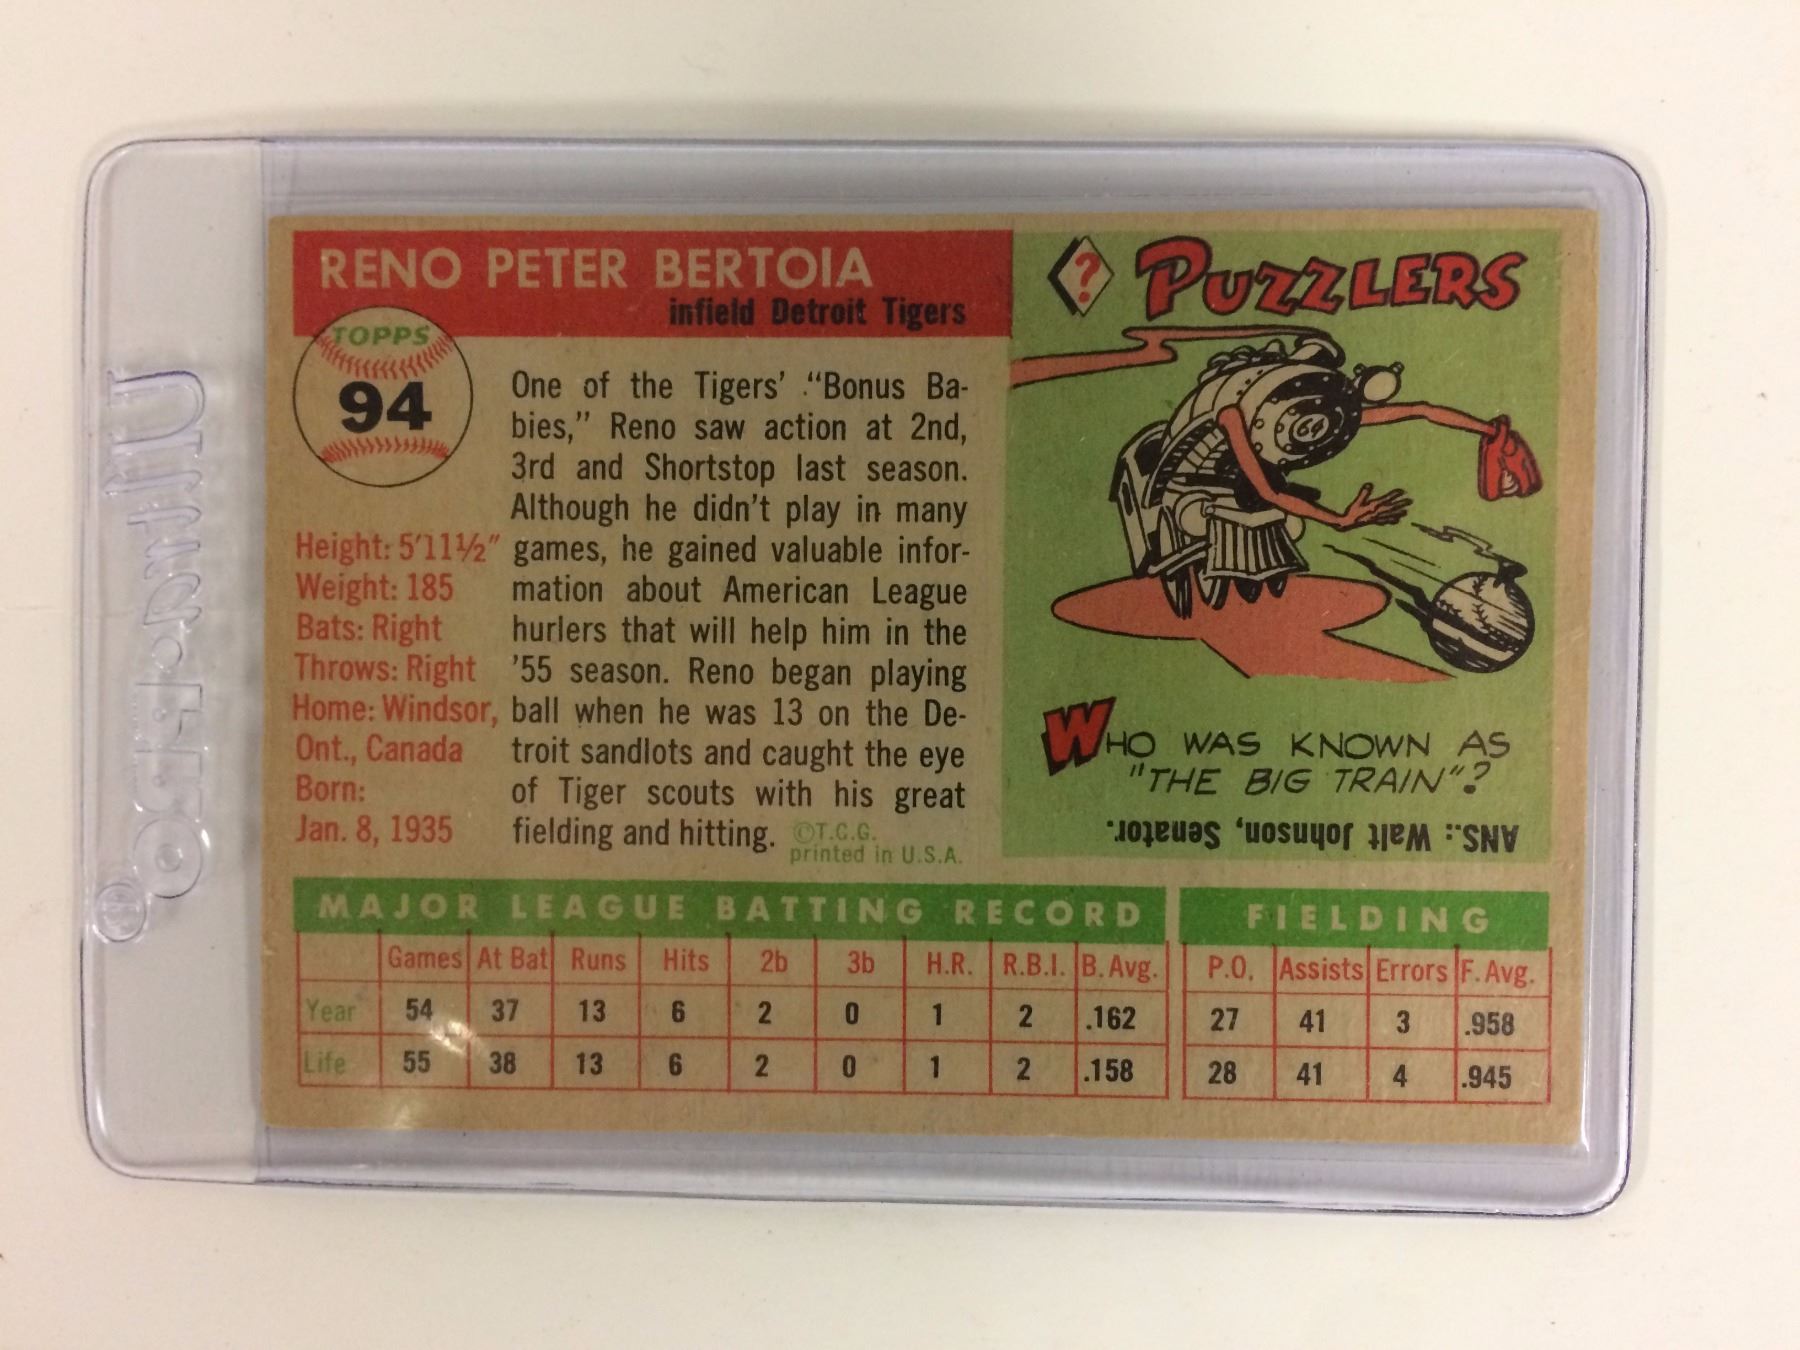 RENO PETER BERTOIA
infield Detroit Tigers
TOPPS
94
Height: 5'11½"
Weight: 185
Bats: Right
Throws: Right
Home: Windsor,
Ont., Canada
Born:
Jan. 8, 1935
One of the Tigers' "Bonus Ba-
bies," Reno saw action at 2nd,
3rd and Shortstop last season.
Although he didn't play in many
games, he gained valuable infor-
mation about American League
hurlers that will help him in the
'55 season. Reno began playing
ball when he was 13 on the De-
troit sandlots and caught the eye
of Tiger scouts with his great
fielding and hitting.
©T.C.G.
printed in U.S.A.
? PUZZLERS
64
WHO WAS KNOWN AS
"THE BIG TRAIN"?
ANS.: Walt Johnson, Senator.
MAJOR LEAGUE BATTING RECORD
Games At Bat Runs Hits 2b 3b H.R. R.B.I. B. Avg.
Year 54 37 13 6 2 0 1 2 .162
Life 55 38 13 6 2 0 1 2 .158
FIELDING
P.O. Assists Errors F. Avg.
27 41 3 .958
28 41 4 .945
Ultra PRO